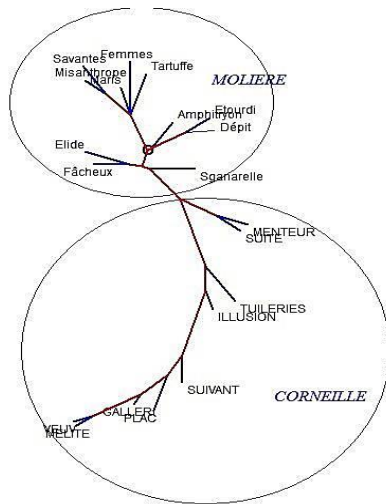 Femmes
Savantes
Tartuffe
Misanthrope
MOLIERE
Maris
Etourdi
Amphitryon
Dépit
Elide
Fâcheux
Sganarelle
MENTEUR
SUITE
TUILERIES
ILLUSION
SUIVANT
CORNEILLE
GALLERI
PLAC
VEUV
MELITE